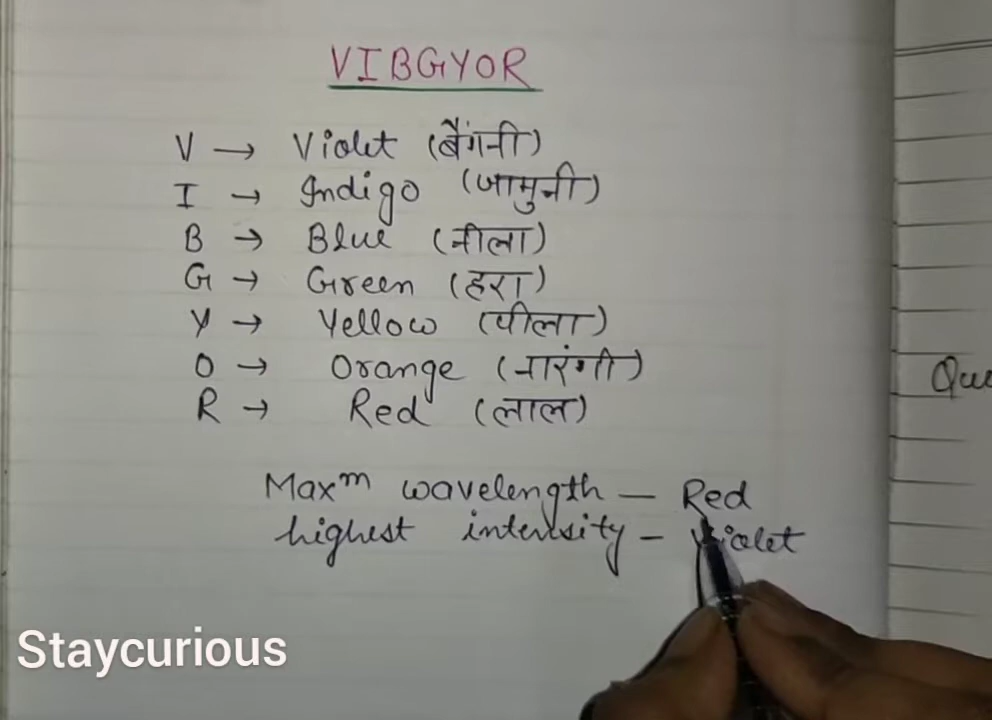 VIBGYOR
V → Violet (बैंगनी)
I → Indigo (जामुनी)
B → Blue (नीला)
G → Green (हरा)
Y → Yellow (पीला)
O → Orange (नारंगी)
R → Red (लाल)
Maxᵐ wavelength — Red
highest intensity – Violet
Staycurious